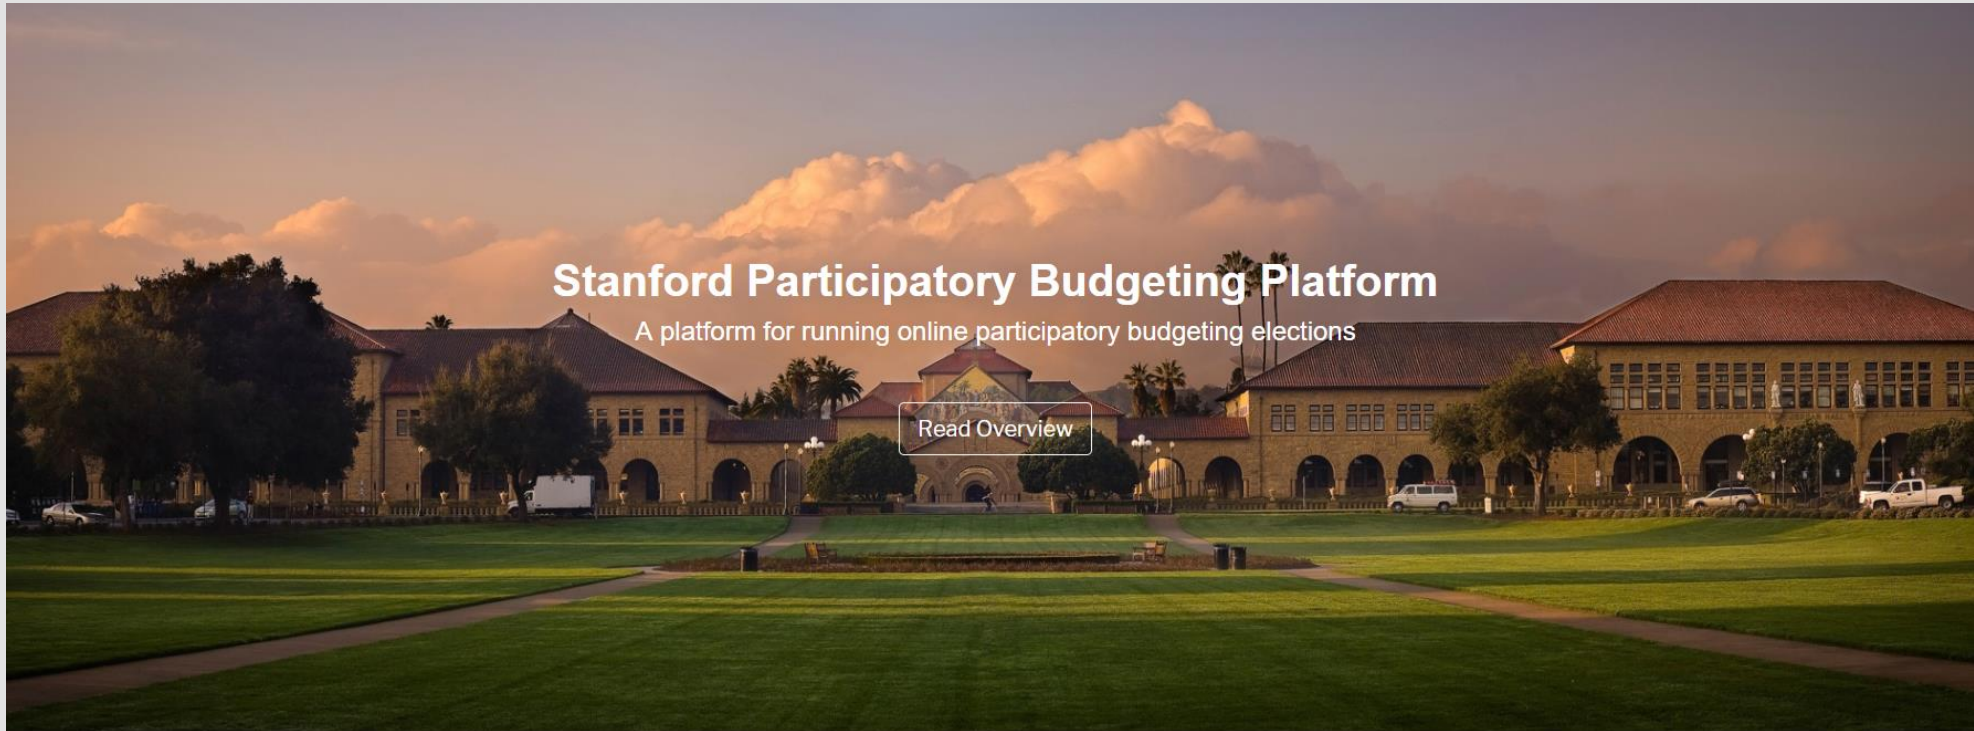 Stanford Participatory Budgeting Platform
A platform for running online participatory budgeting elections
Read Overview